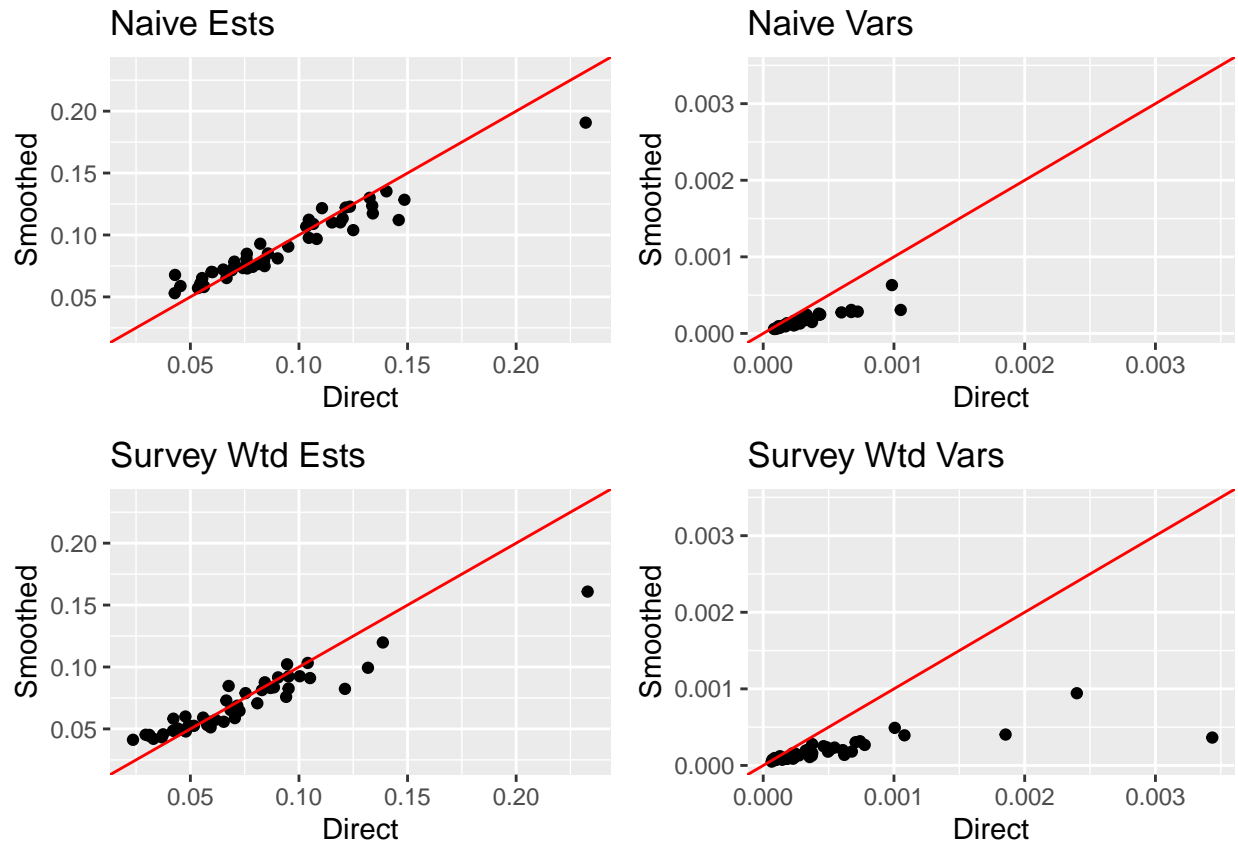 Naive Ests
0.20
0.15
0.10
0.05
Smoothed
0.05 0.10 0.15 0.20
Direct
Naive Vars
0.003
0.002
0.001
0.000
Smoothed
0.000 0.001 0.002 0.003
Direct
Survey Wtd Ests
0.20
0.15
0.10
0.05
Smoothed
0.05 0.10 0.15 0.20
Direct
Survey Wtd Vars
0.003
0.002
0.001
0.000
Smoothed
0.000 0.001 0.002 0.003
Direct